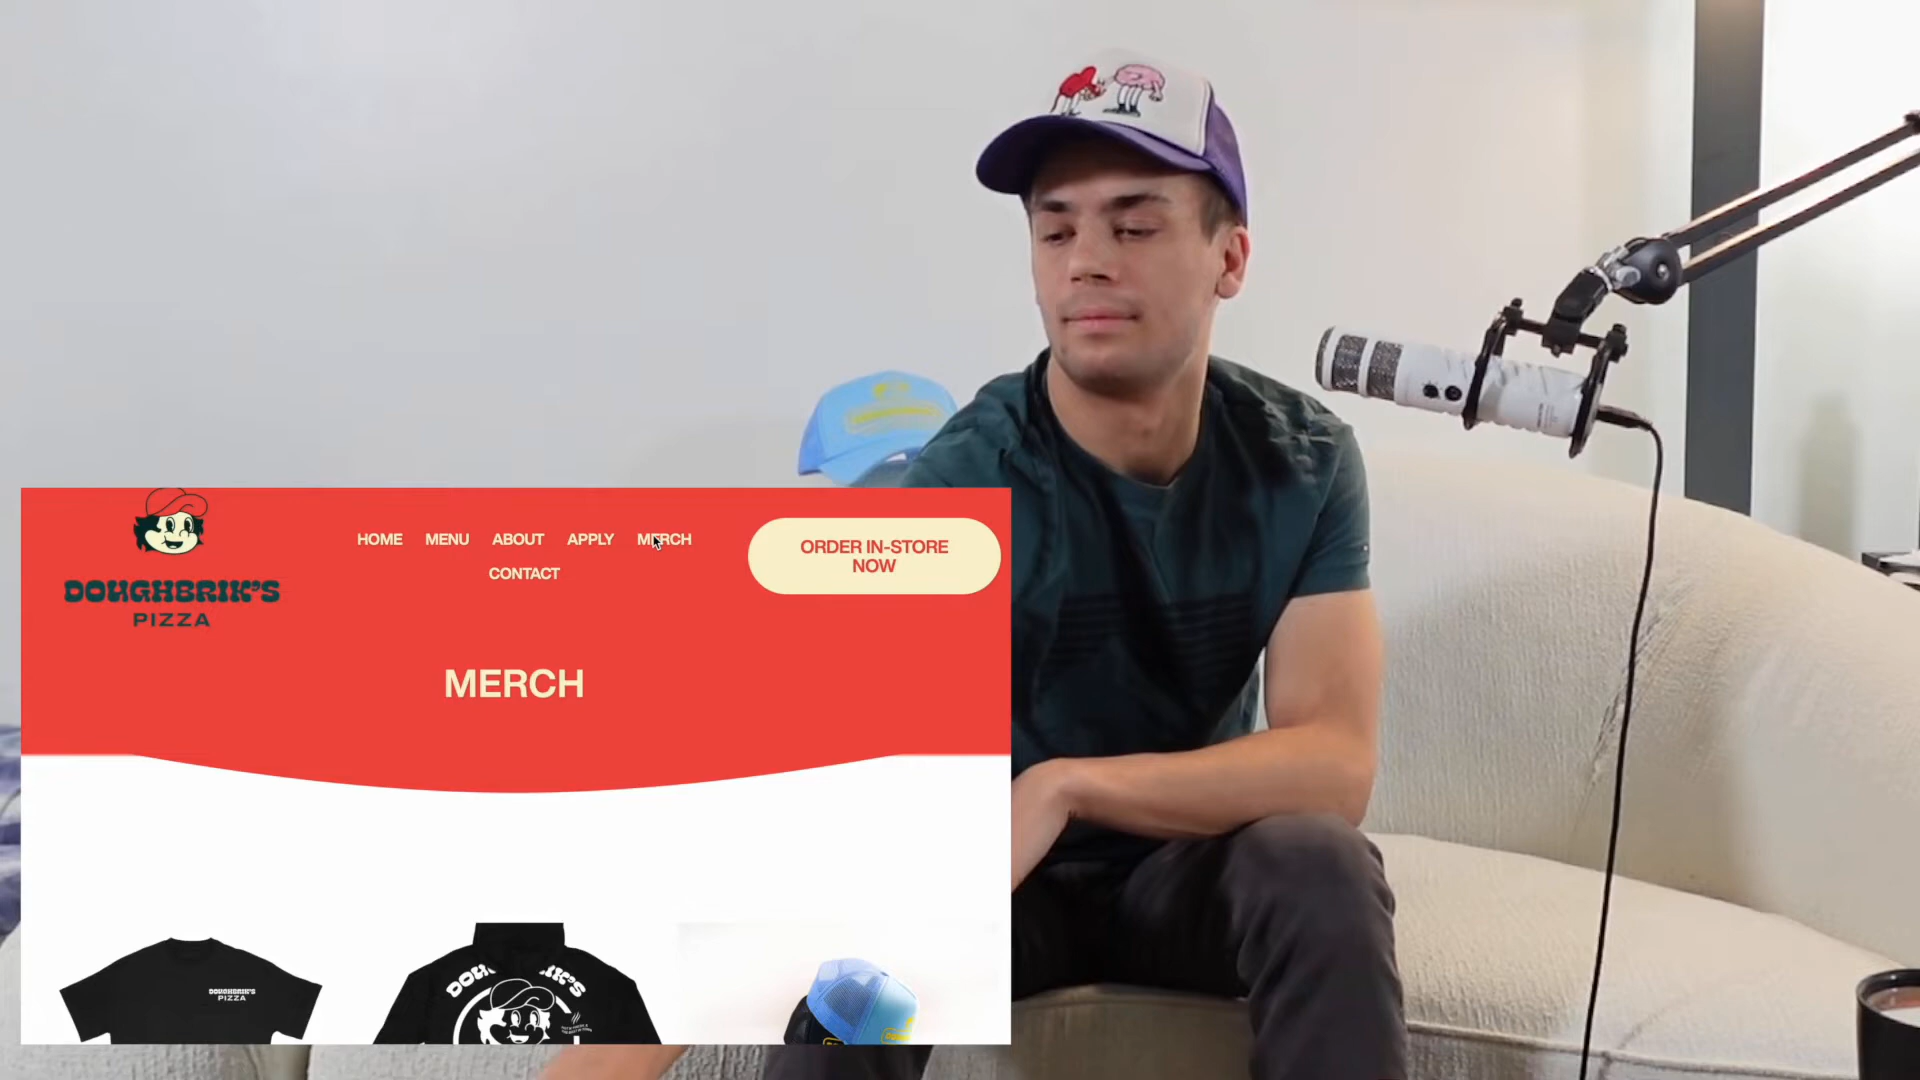 HOME MENU ABOUT APPLY MERCH
CONTACT
ORDER IN-STORE
NOW
DOUGHBRIK'S
PIZZA
MERCH
DOUGHBRIK'S
PIZZA